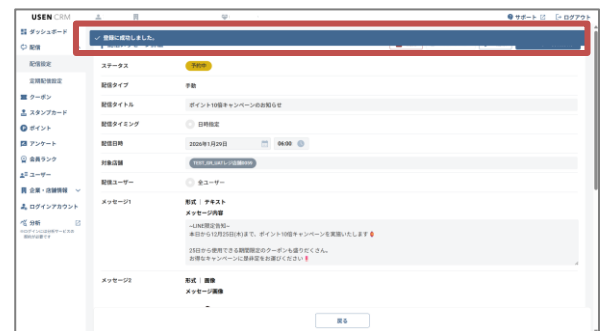 USEN CRM
サポート
ログアウト
ダッシュボード
配信
配信設定
定期配信設定
クーポン
スタンプカード
ポイント
アンケート
会員ランク
ユーザー
企業・店舗情報
ログインアカウント
分析
✓ 登録に成功しました。
ステータス
予約中
配信タイプ
手動
配信タイトル
ポイント10倍キャンペーンのお知らせ
配信タイミング
日時指定
配信日時
2026年1月29日
06:00
対象店舗
配信ユーザー
全ユーザー
メッセージ1
形式 | テキスト
メッセージ内容
~LINE限定告知~
本日から12月25日(木)まで、ポイント10倍キャンペーンを実施いたします
25日から使用できる期間限定のクーポンも盛りだくさん。
お得なキャンペーンに是非足をお運びください
メッセージ2
形式 | 画像
メッセージ画像
戻る